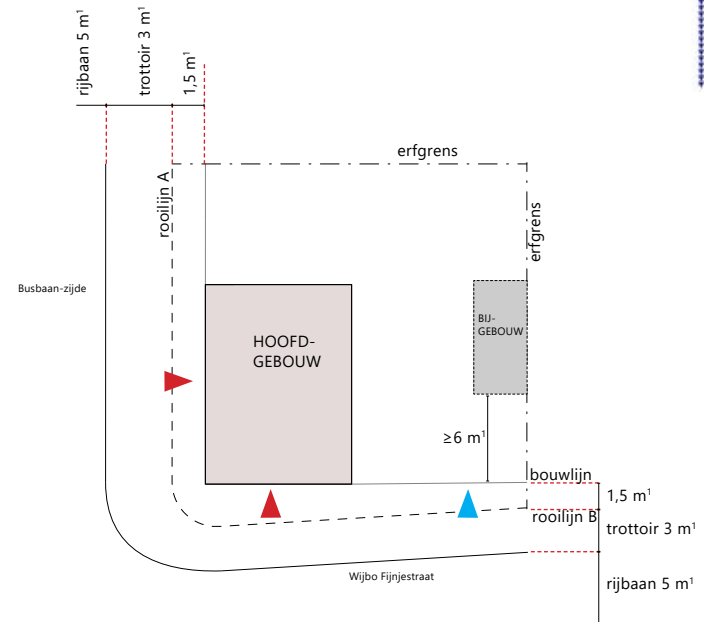 rijbaan 5 m¹
trottoir 3 m¹
1,5 m¹
erfgrens
rooilijn A
erfgrens
Busbaan-zijde
BIJ-
GEBOUW
HOOFD-
GEBOUW
≥6 m¹
bouwlijn
1,5 m¹
rooilijn B
trottoir 3 m¹
Wijbo Fijnjestraat
rijbaan 5 m¹